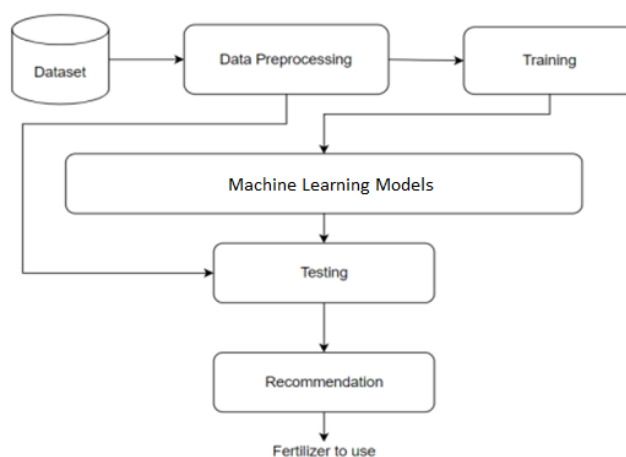 Dataset
Data Preprocessing
Training
Machine Learning Models
Testing
Recommendation
Fertilizer to use